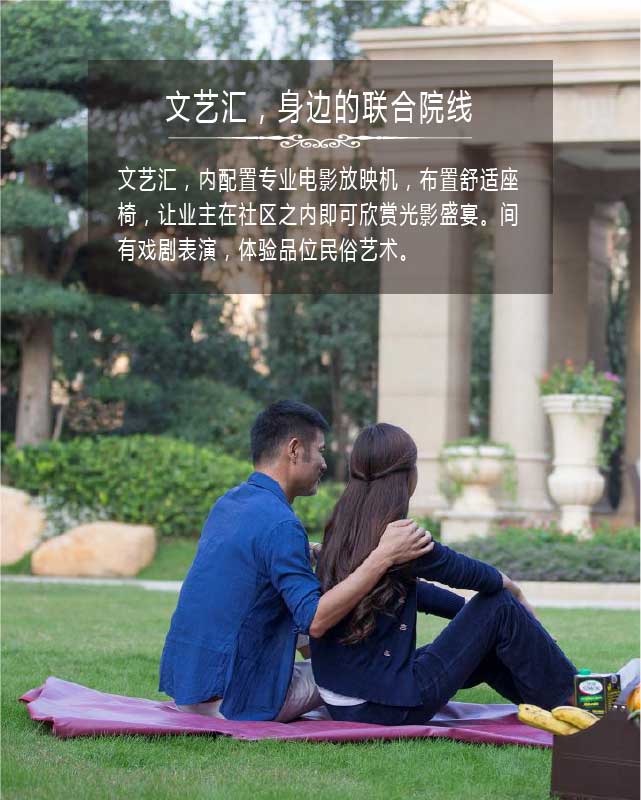 文艺汇，身边的联合院线
文艺汇，内配置专业电影放映机，布置舒适座
椅，让业主在社区之内即可欣赏光影盛宴。间
有戏剧表演，体验品位民俗艺术。